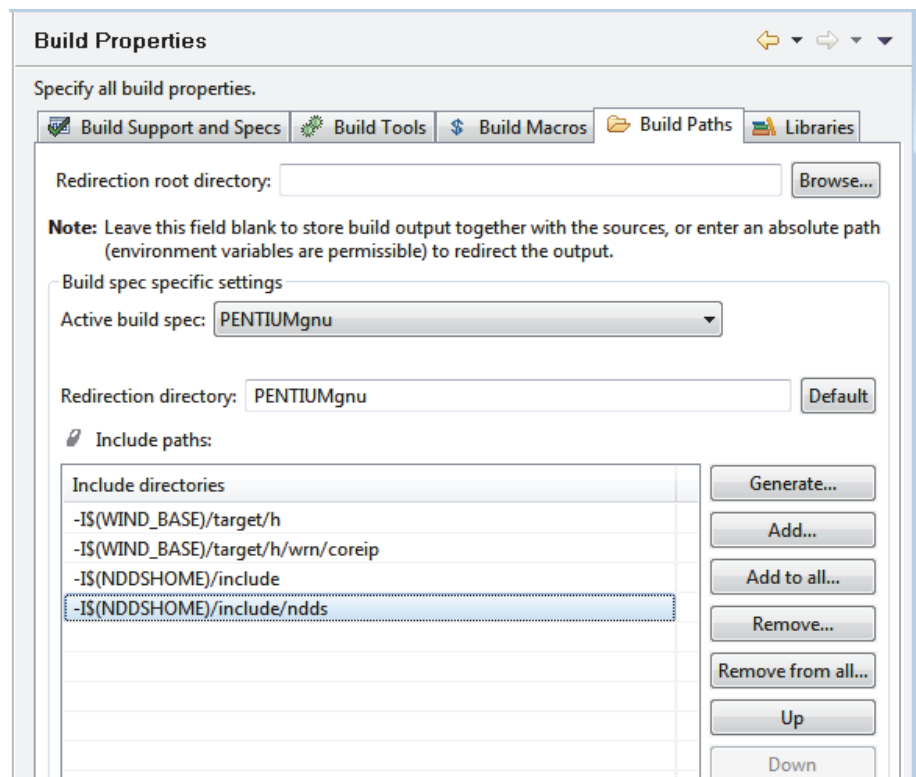 Build Properties
Specify all build properties.
Build Support and Specs
Build Tools
$ Build Macros
Build Paths
Libraries
Redirection root directory:
Browse...
Note: Leave this field blank to store build output together with the sources, or enter an absolute path
(environment variables are permissible) to redirect the output.
Build spec specific settings
Active build spec: PENTIUMgnu
Redirection directory: PENTIUMgnu
Default
Include paths:
Include directories
Generate...
-I$(WIND_BASE)/target/h
Add...
-I$(WIND_BASE)/target/h/wrn/coreip
-I$(NDDSHOME)/include
Add to all...
-I$(NDDSHOME)/include/ndds
Remove...
Remove from all...
Up
Down